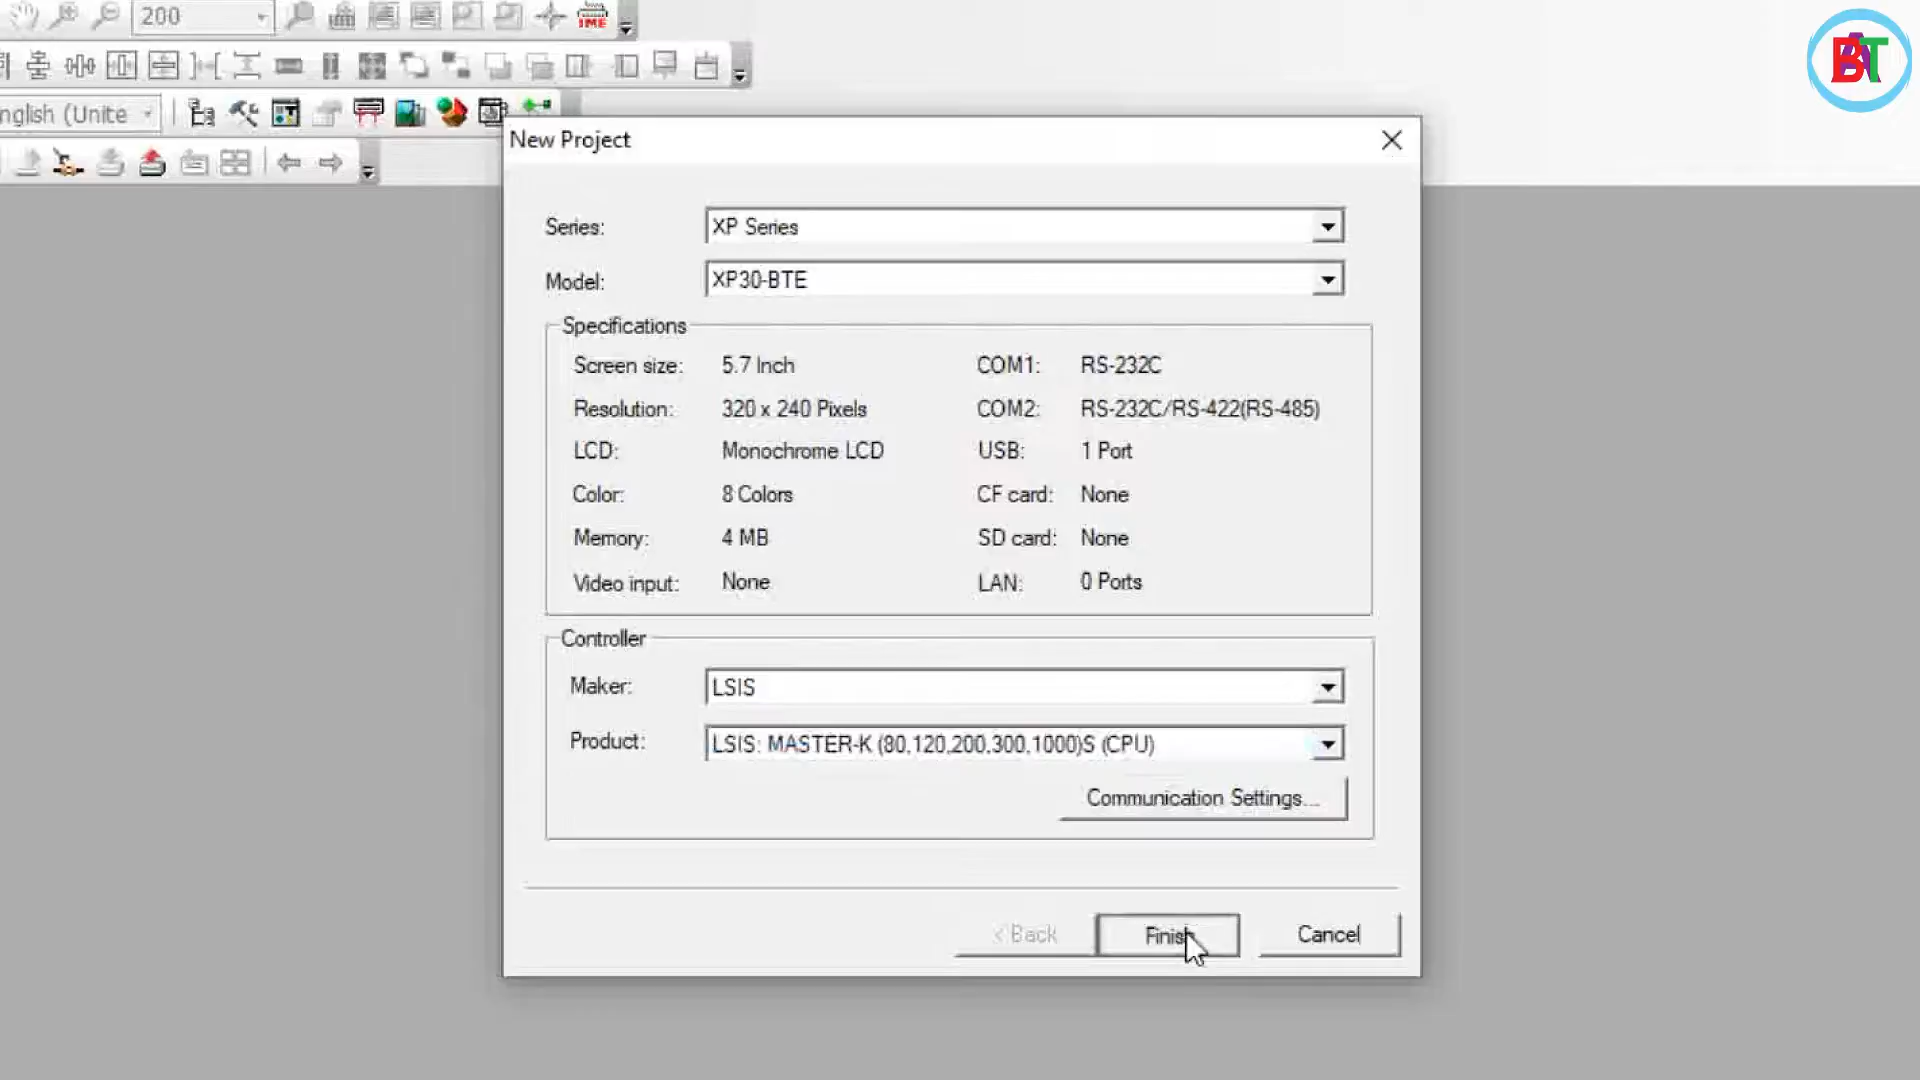 200
IME
BAT
nglish (Unite
New Project
Series: XP Series
Model: XP30-BTE
Specifications
Screen size: 5.7 Inch COM1: RS-232C
Resolution: 320 x 240 Pixels COM2: RS-232C/RS-422(RS-485)
LCD: Monochrome LCD USB: 1 Port
Color: 8 Colors CF card: None
Memory: 4 MB SD card: None
Video input: None LAN: 0 Ports
Controller
Maker: LSIS
Product: LSIS: MASTER-K (80,120,200,300,1000)S (CPU)
Communication Settings...
< Back Finish Cancel